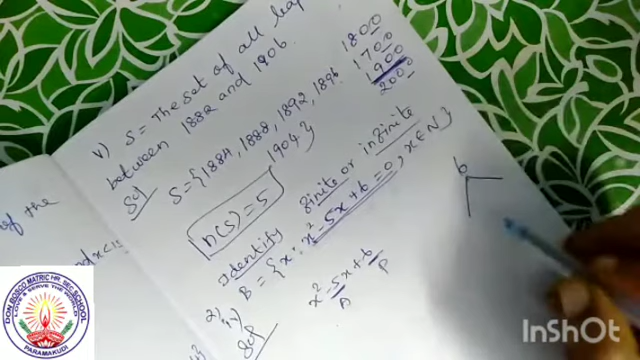 V) S = The set of all leap
between 1882 and 1906.
Sol
S = {1884, 1888, 1892, 1896
1904}
n(S) = 5
1800
1700
1900
2000
Identify finite or infinite
2) ii)
B = {x : x² - 5x + 6 = 0, x ∈ N}
Sol
x² - 5x + 6
A P
6
of the
DON BOSCO MATRIC HR SEC SCHOOL
PARAMAKUDI
InShOt